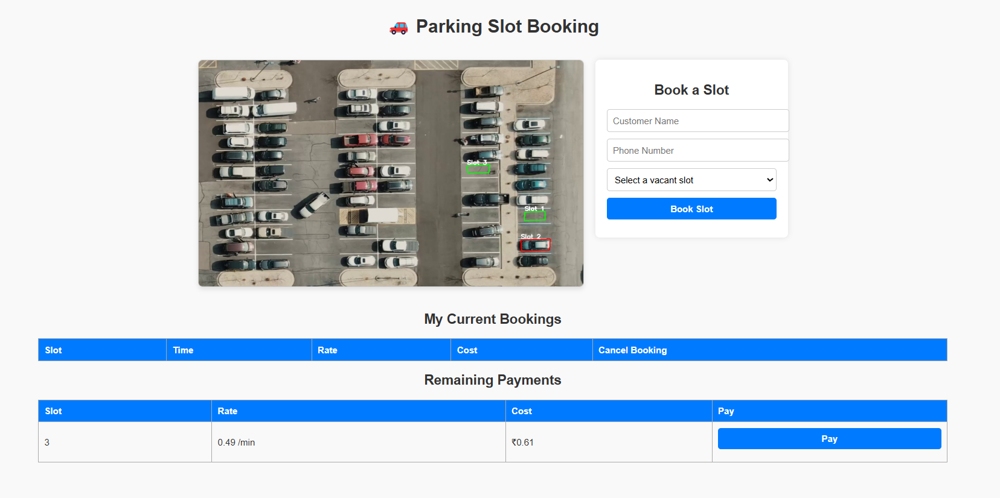 Parking Slot Booking
Slot 3
Slot 1
Slot 2
Book a Slot
Customer Name
Phone Number
Select a vacant slot
Book Slot
My Current Bookings
Slot Time Rate Cost Cancel Booking
Remaining Payments
Slot Rate Cost Pay
3 0.49 /min ₹0.61 Pay